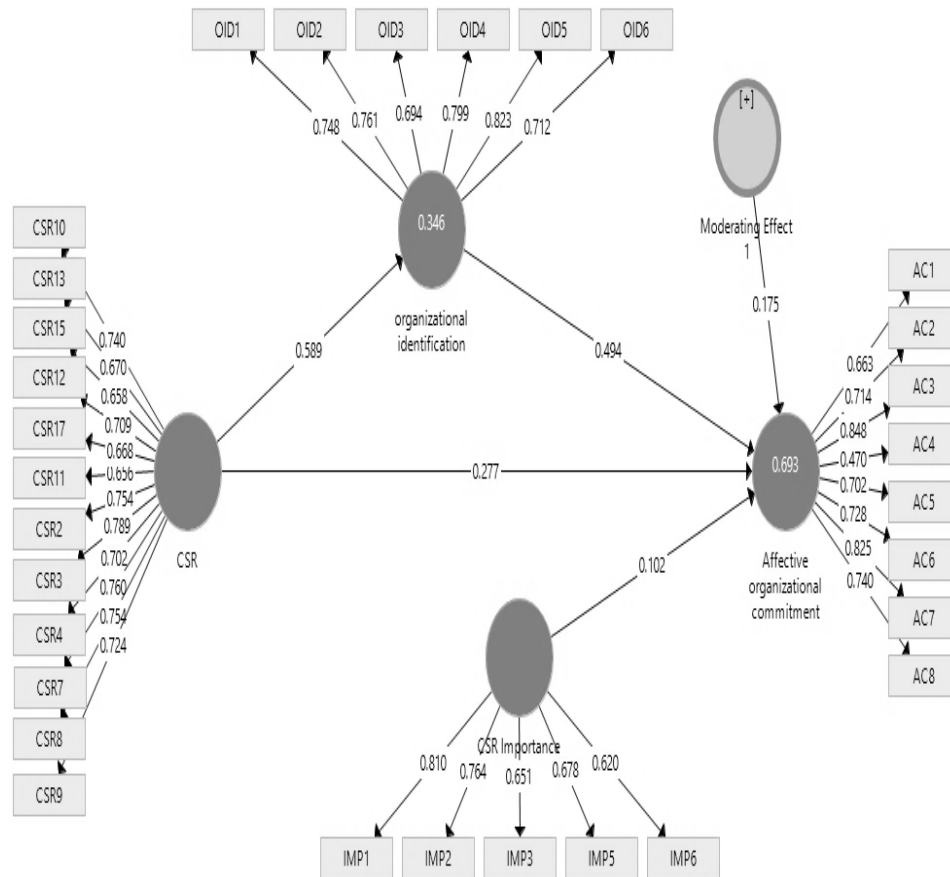 OID1 OID2 OID3 OID4 OID5 OID6
0.748 0.761 0.694 0.799 0.823 0.712
[+]
Moderating Effect
1
0.346
organizational
identification
CSR10
CSR13
CSR15
CSR12
CSR17
CSR11
CSR2
CSR3
CSR4
CSR7
CSR8
CSR9
0.740
0.670
0.658
0.709
0.668
0.656
0.754
0.789
0.702
0.760
0.754
0.724
CSR
0.589
0.494
0.175
0.277
0.102
0.693
Affective
organizational
commitment
AC1
AC2
AC3
AC4
AC5
AC6
AC7
AC8
0.663
0.714
0.848
0.470
0.702
0.728
0.825
0.740
CSR Importance
0.810 0.764 0.651 0.678 0.620
IMP1 IMP2 IMP3 IMP5 IMP6